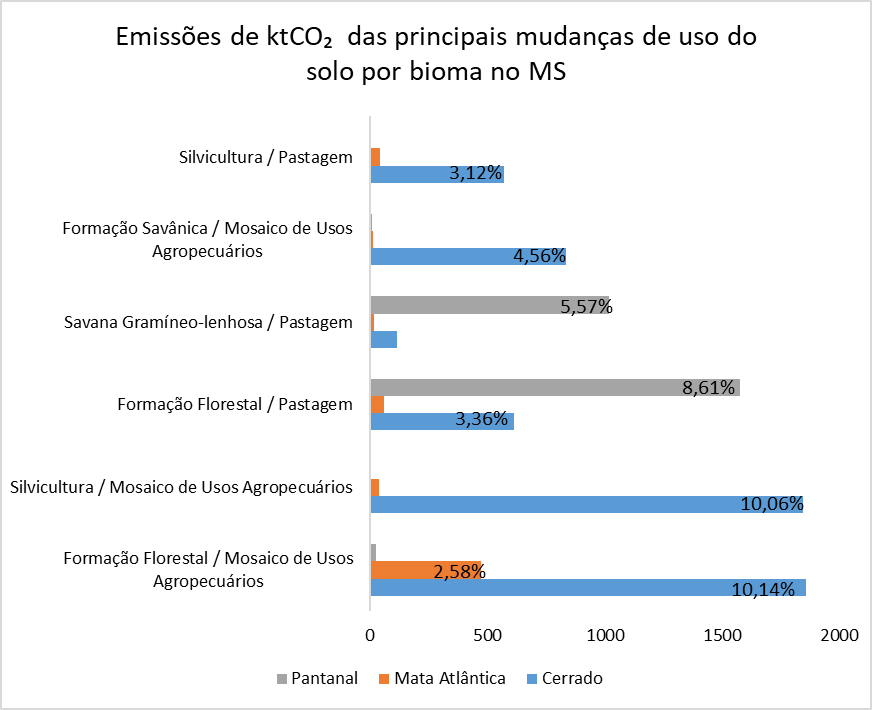 Emissões de ktCO₂ das principais mudanças de uso do
solo por bioma no MS
Silvicultura / Pastagem
3,12%
Formação Savânica / Mosaico de Usos
Agropecuários
4,56%
Savana Gramíneo-lenhosa / Pastagem
5,57%
Formação Florestal / Pastagem
8,61%
3,36%
Silvicultura / Mosaico de Usos Agropecuários
10,06%
Formação Florestal / Mosaico de Usos
Agropecuários
2,58%
10,14%
0 500 1000 1500 2000
Pantanal Mata Atlântica Cerrado